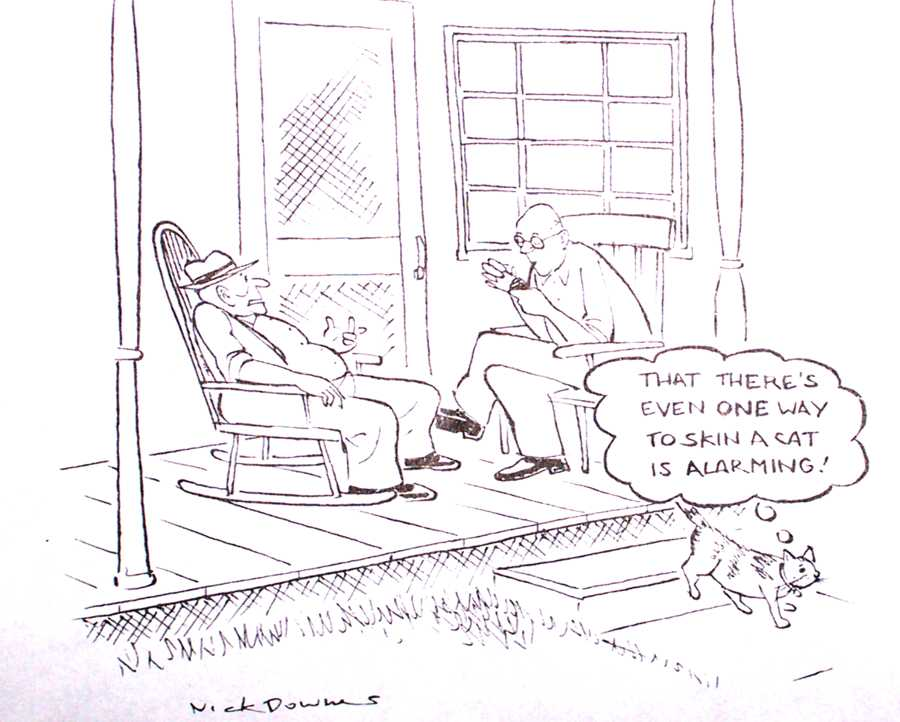 THAT THERE'S
EVEN ONE WAY
TO SKIN A CAT
IS ALARMING!
Nick Downes